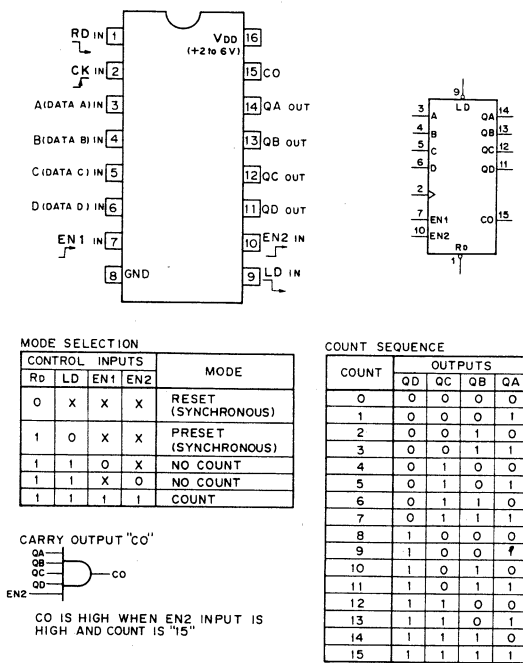 RD IN 1
VDD 16
(+2 to 6V)
CK IN 2
15 CO
A(DATA A) IN 3
14 QA OUT
B(DATA B) IN 4
13 QB OUT
C(DATA C) IN 5
12 QC OUT
D(DATA D) IN 6
11 QD OUT
EN1 IN 7
10 EN2 IN
8 GND
9 LD IN
9
LD
3 A QA 14
4 B QB 13
5 C QC 12
6 D QD 11
2
7 EN1 CO 15
10 EN2
RD
1
MODE SELECTION
CONTROL INPUTS MODE
RD LD EN1 EN2
0 X X X RESET
(SYNCHRONOUS)
1 0 X X PRESET
(SYNCHRONOUS)
1 1 0 X NO COUNT
1 1 X 0 NO COUNT
1 1 1 1 COUNT
CARRY OUTPUT "CO"
QA
QB
QC
QD
EN2
CO
CO IS HIGH WHEN EN2 INPUT IS
HIGH AND COUNT IS "15"
COUNT SEQUENCE
COUNT OUTPUTS
QD QC QB QA
0 0 0 0 0
1 0 0 0 1
2 0 0 1 0
3 0 0 1 1
4 0 1 0 0
5 0 1 0 1
6 0 1 1 0
7 0 1 1 1
8 1 0 0 0
9 1 0 0 1
10 1 0 1 0
11 1 0 1 1
12 1 1 0 0
13 1 1 0 1
14 1 1 1 0
15 1 1 1 1